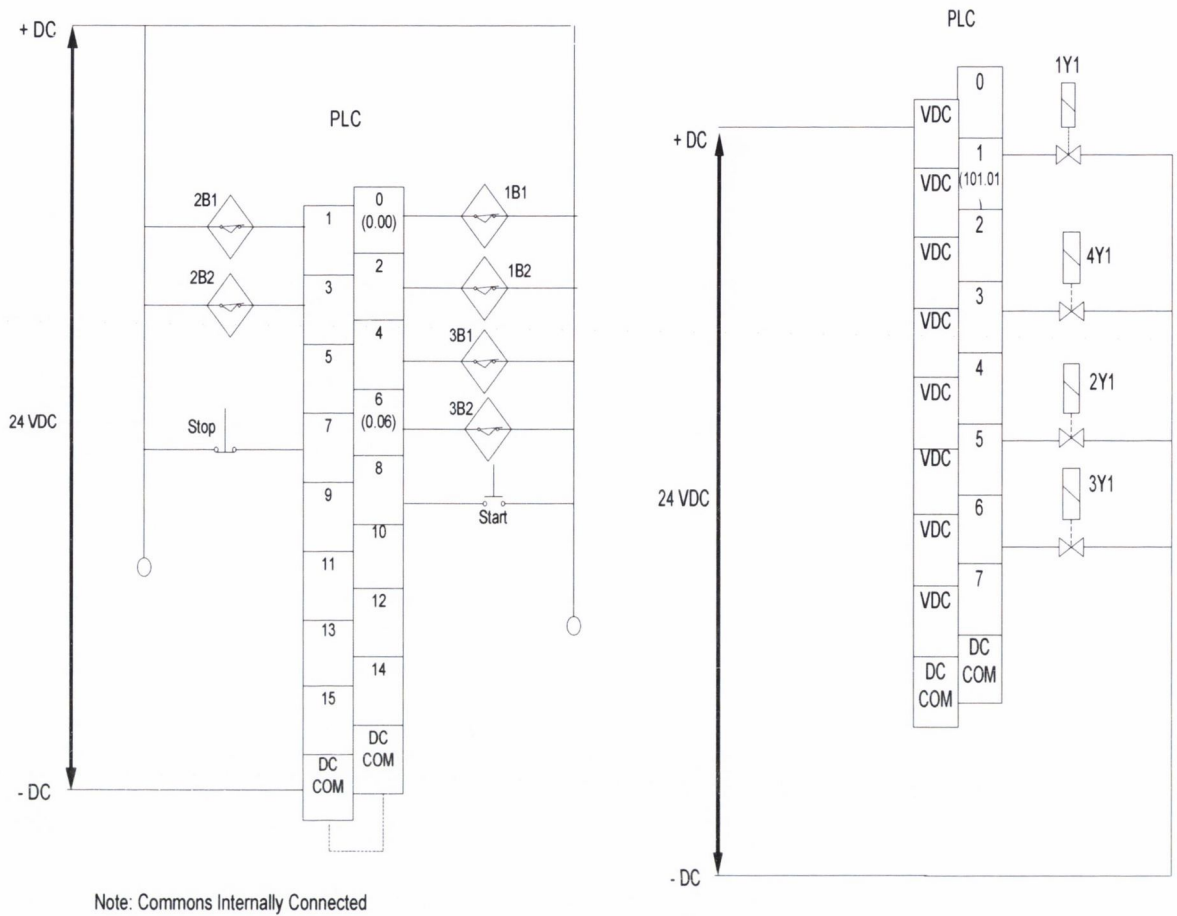 + DC
PLC
2B1
2B2
Stop
24 VDC
- DC
1
3
5
7
9
11
13
15
DC
COM
0
(0.00)
2
4
6
(0.06)
8
10
12
14
DC
COM
1B1
1B2
3B1
3B2
Start
Note: Commons Internally Connected
PLC
+ DC
24 VDC
- DC
VDC
VDC
VDC
VDC
VDC
VDC
VDC
VDC
DC
COM
0
1
(101.01
)
2
3
4
5
6
7
DC
COM
1Y1
4Y1
2Y1
3Y1